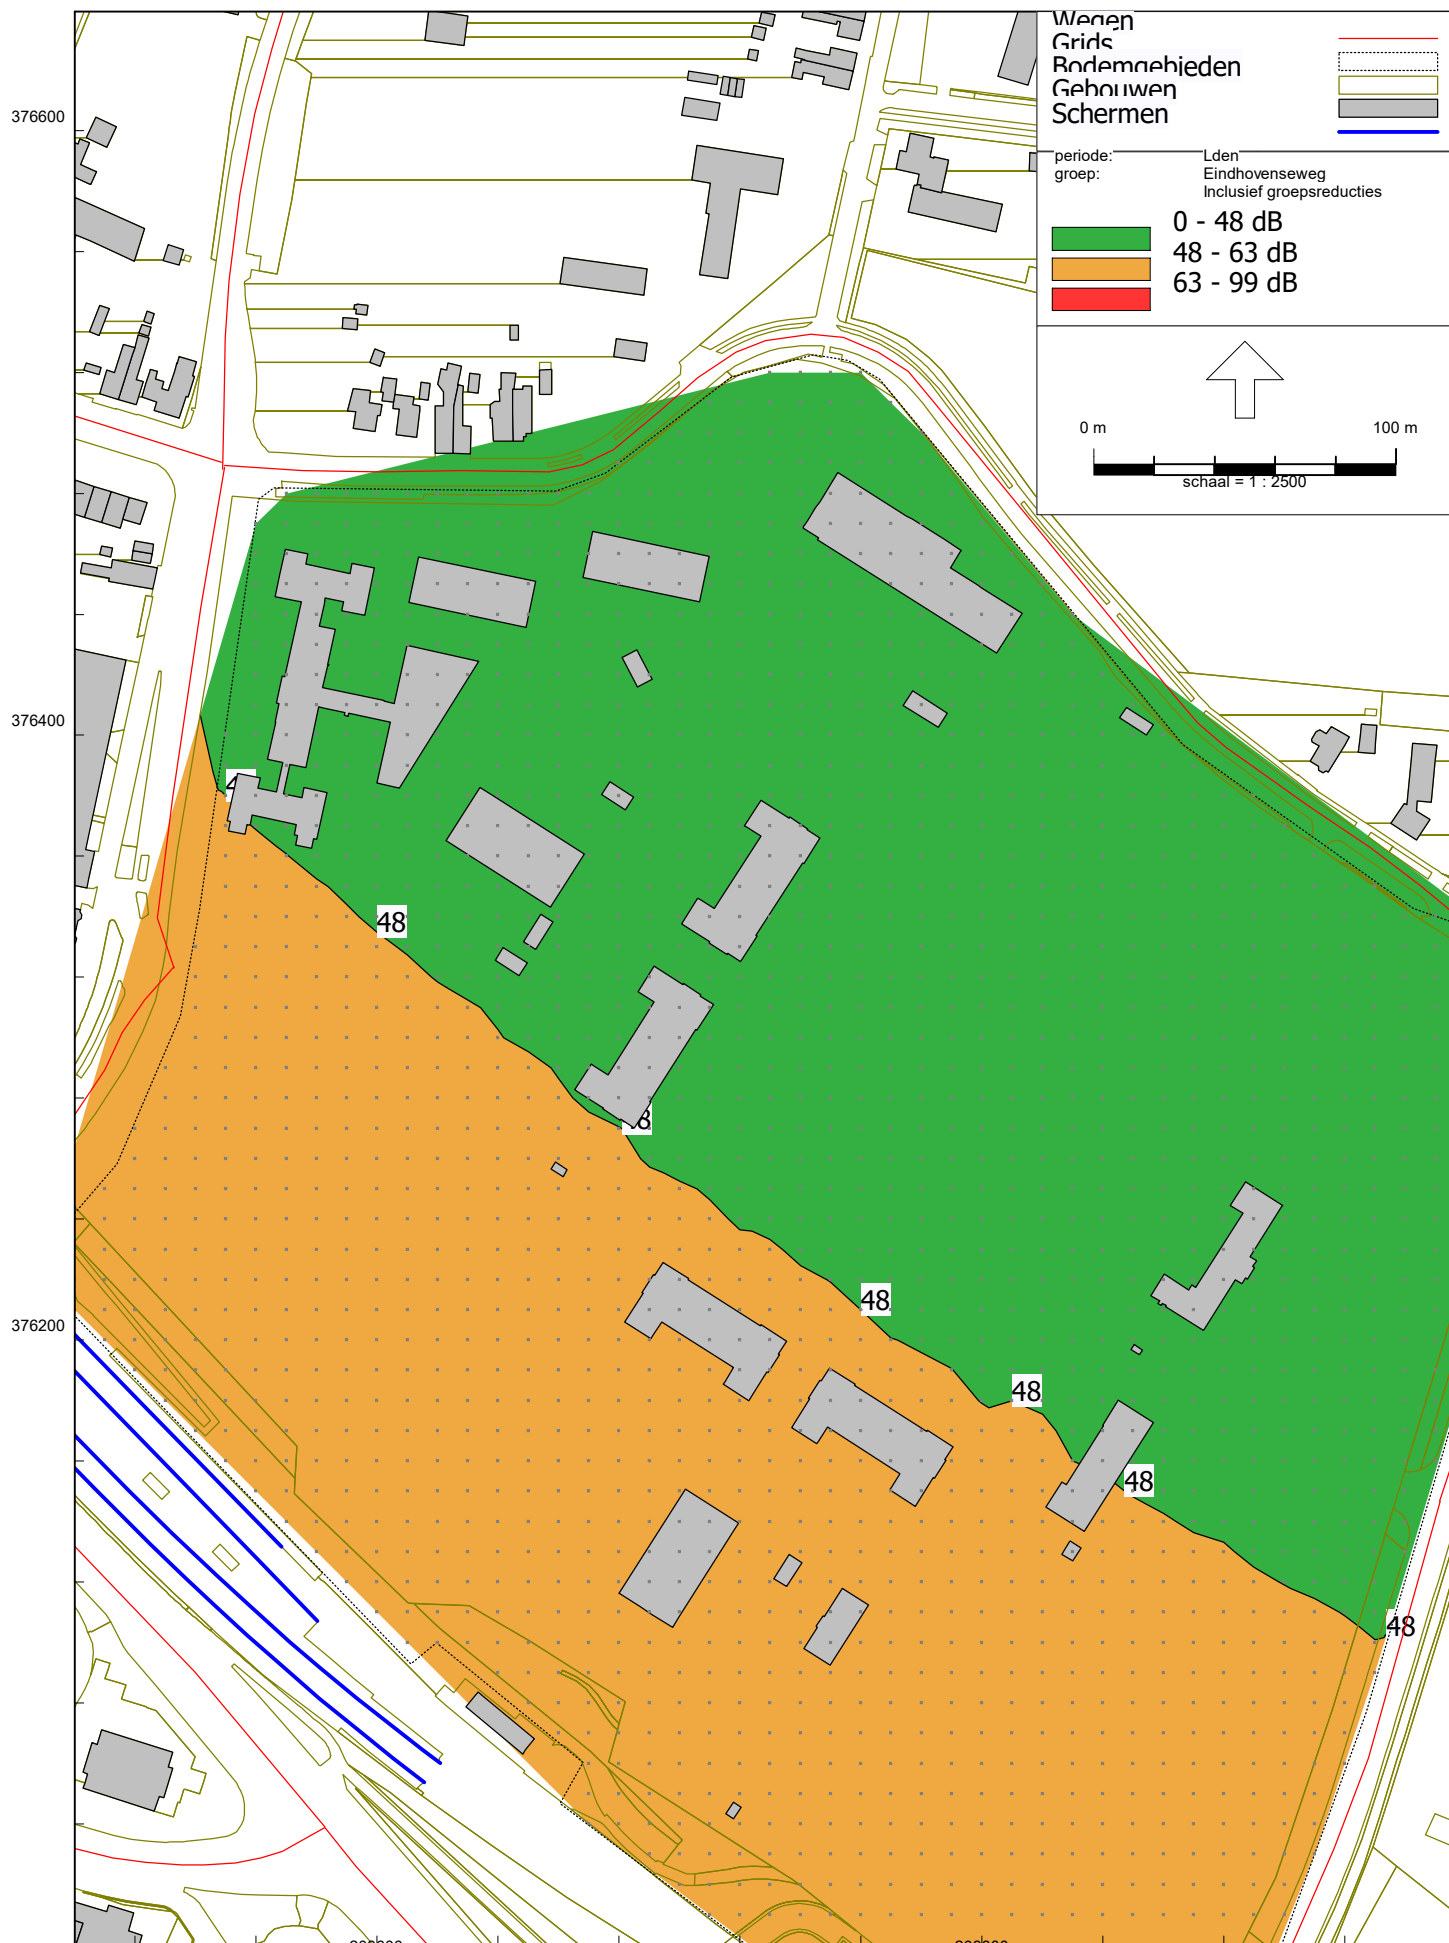 Wegen
Grids
Bodemgebieden
Gebouwen
Schermen
periode: Lden
groep: Eindhovenseweg
Inclusief groepsreducties
0 - 48 dB
48 - 63 dB
63 - 99 dB
0 m 100 m
schaal = 1 : 2500
376600
376400
376200
48
48
48
48
48